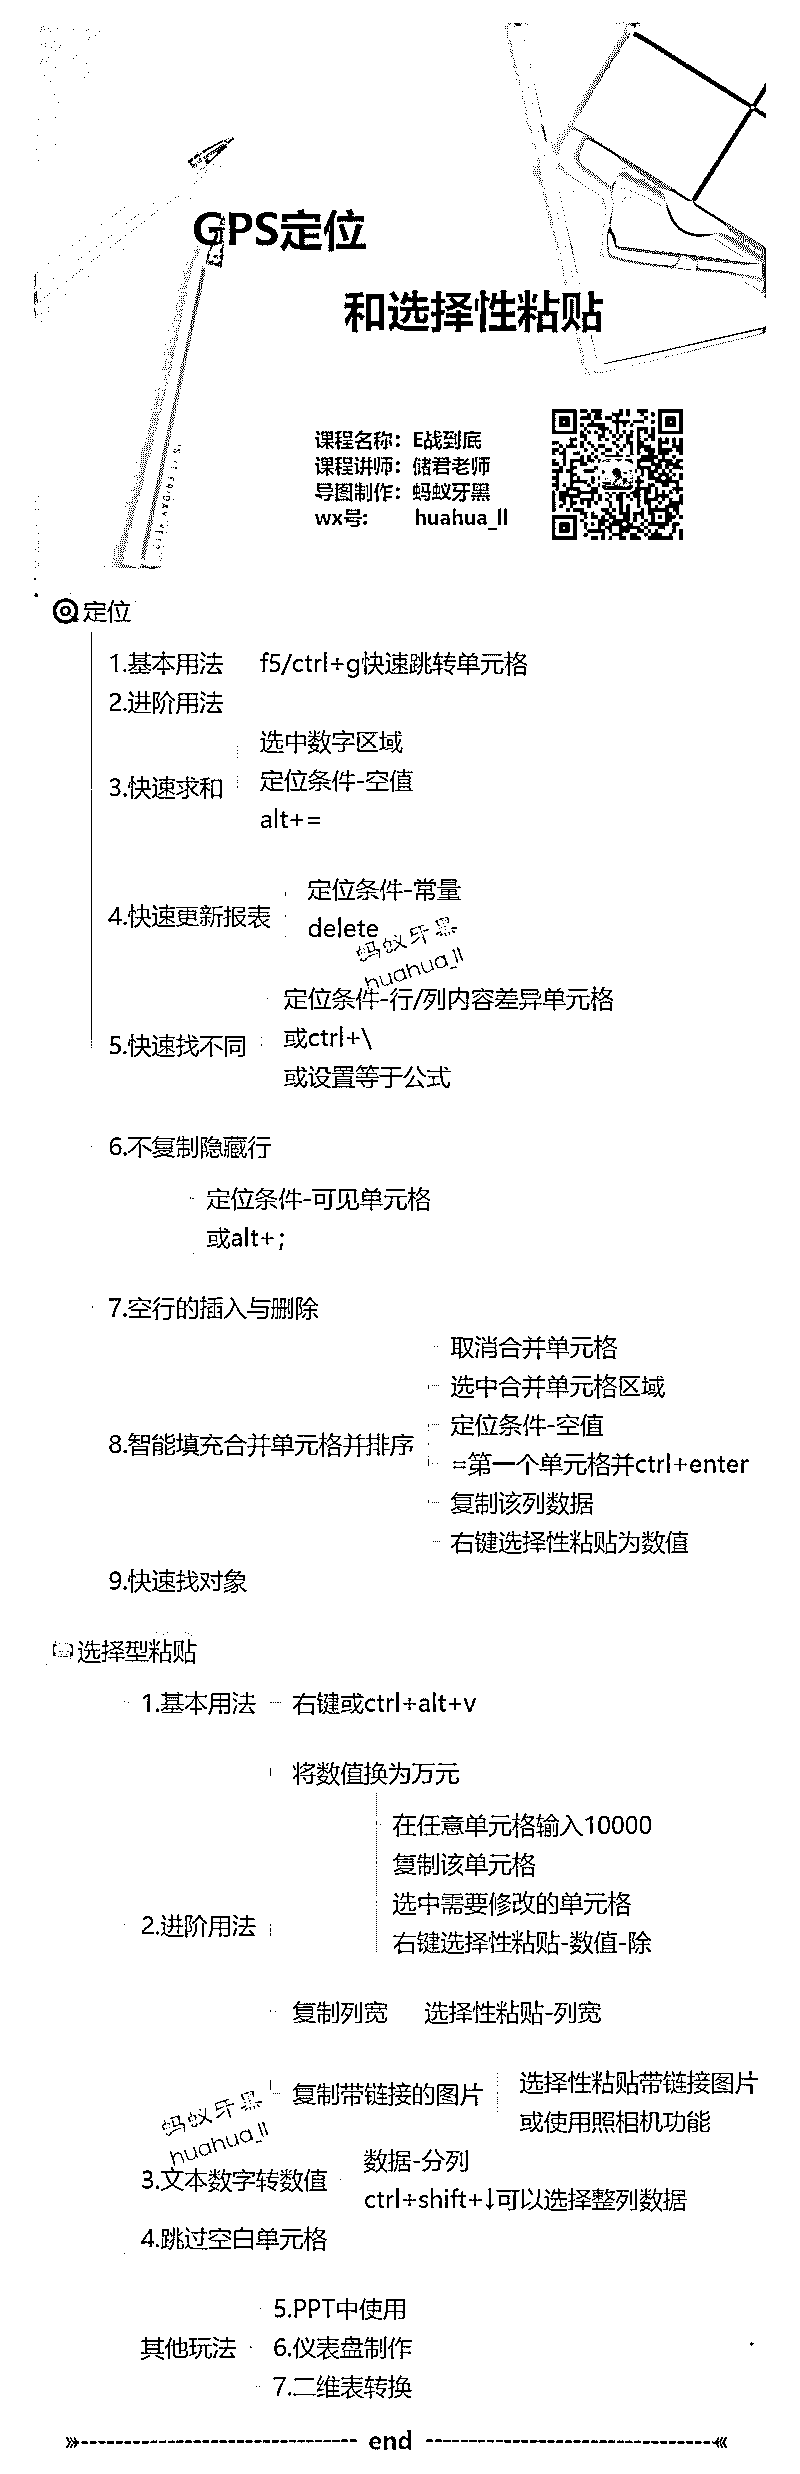 GPS定位
和选择性粘贴
课程名称：E战到底
课程讲师：储君老师
导图制作：蚂蚁牙黑
wx号： huahua_ll
定位
1.基本用法 f5/ctrl+g快速跳转单元格
2.进阶用法
3.快速求和
选中数字区域
定位条件-空值
alt+=
4.快速更新报表
定位条件-常量
delete
蚂蚁牙黑
huahua_ll
5.快速找不同
定位条件-行/列内容差异单元格
或ctrl+\
或设置等于公式
6.不复制隐藏行
定位条件-可见单元格
或alt+;
7.空行的插入与删除
8.智能填充合并单元格并排序
取消合并单元格
选中合并单元格区域
定位条件-空值
=第一个单元格并ctrl+enter
复制该列数据
右键选择性粘贴为数值
9.快速找对象
选择型粘贴
1.基本用法 右键或ctrl+alt+v
2.进阶用法
将数值换为万元
在任意单元格输入10000
复制该单元格
选中需要修改的单元格
右键选择性粘贴-数值-除
复制列宽 选择性粘贴-列宽
复制带链接的图片
选择性粘贴带链接图片
或使用照相机功能
蚂蚁牙黑
huahua_ll
3.文本数字转数值
数据-分列
ctrl+shift+↓可以选择整列数据
4.跳过空白单元格
其他玩法
5.PPT中使用
6.仪表盘制作
7.二维表转换
end